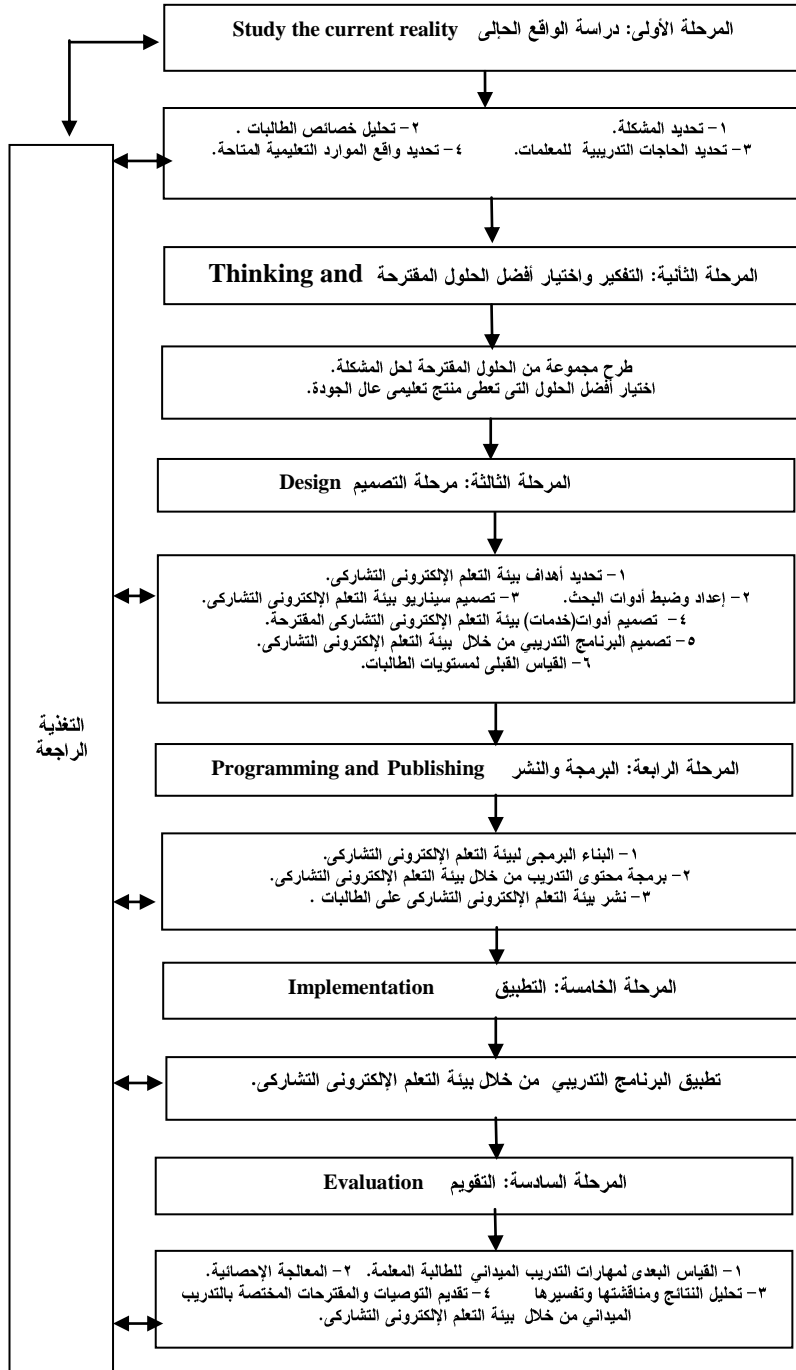 المرحلة الأولى: دراسة الواقع الحالى Study the current reality
١- تحديد المشكلة. ٢- تحليل خصائص الطالبات .
٣- تحديد الحاجات التدريبية للمعلمات. ٤- تحديد واقع الموارد التعليمية المتاحة.
المرحلة الثانية: التفكير واختيار أفضل الحلول المقترحة Thinking and
طرح مجموعة من الحلول المقترحة لحل المشكلة.
اختيار أفضل الحلول التى تعطى منتج تعليمى عال الجودة.
المرحلة الثالثة: مرحلة التصميم Design
١- تحديد أهداف بيئة التعلم الإلكترونى التشاركى.
٢- إعداد وضبط أدوات البحث. ٣- تصميم سيناريو بيئة التعلم الإلكترونى التشاركى.
٤- تصميم أدوات(خدمات) بيئة التعلم الإلكترونى التشاركى المقترحة.
٥- تصميم البرنامج التدريبي من خلال بيئة التعلم الإلكترونى التشاركى.
٦- القياس القبلى لمستويات الطالبات.
المرحلة الرابعة: البرمجة والنشر Programming and Publishing
١- البناء البرمجى لبيئة التعلم الإلكترونى التشاركى.
٢- برمجة محتوى التدريب من خلال بيئة التعلم الإلكترونى التشاركى.
٣- نشر بيئة التعلم الإلكترونى التشاركى على الطالبات .
المرحلة الخامسة: التطبيق Implementation
تطبيق البرنامج التدريبي من خلال بيئة التعلم الإلكترونى التشاركى.
المرحلة السادسة: التقويم Evaluation
١- القياس البعدى لمهارات التدريب الميداني للطالبة المعلمة. ٢- المعالجة الإحصائية.
٣- تحليل النتائج ومناقشتها وتفسيرها ٤- تقديم التوصيات والمقترحات المختصة بالتدريب
الميداني من خلال بيئة التعلم الإلكترونى التشاركى.
التغذية
الراجعة